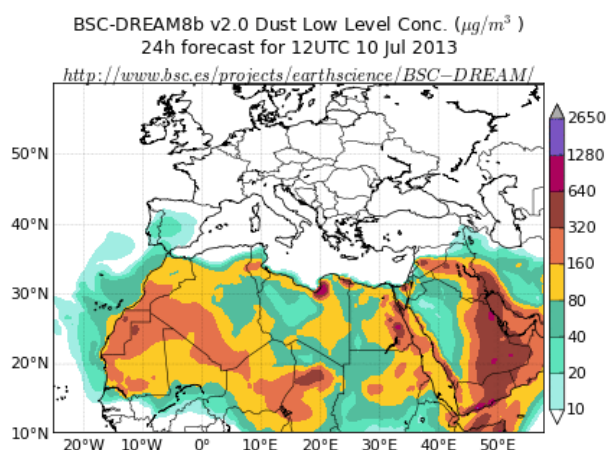 BSC-DREAM8b v2.0 Dust Low Level Conc. (μg/m³ )
24h forecast for 12UTC 10 Jul 2013
http://www.bsc.es/projects/earthscience/BSC−DREAM/
2650
1280
640
320
160
80
40
20
10
50°N
40°N
30°N
20°N
10°N
20°W
10°W
0°
10°E
20°E
30°E
40°E
50°E